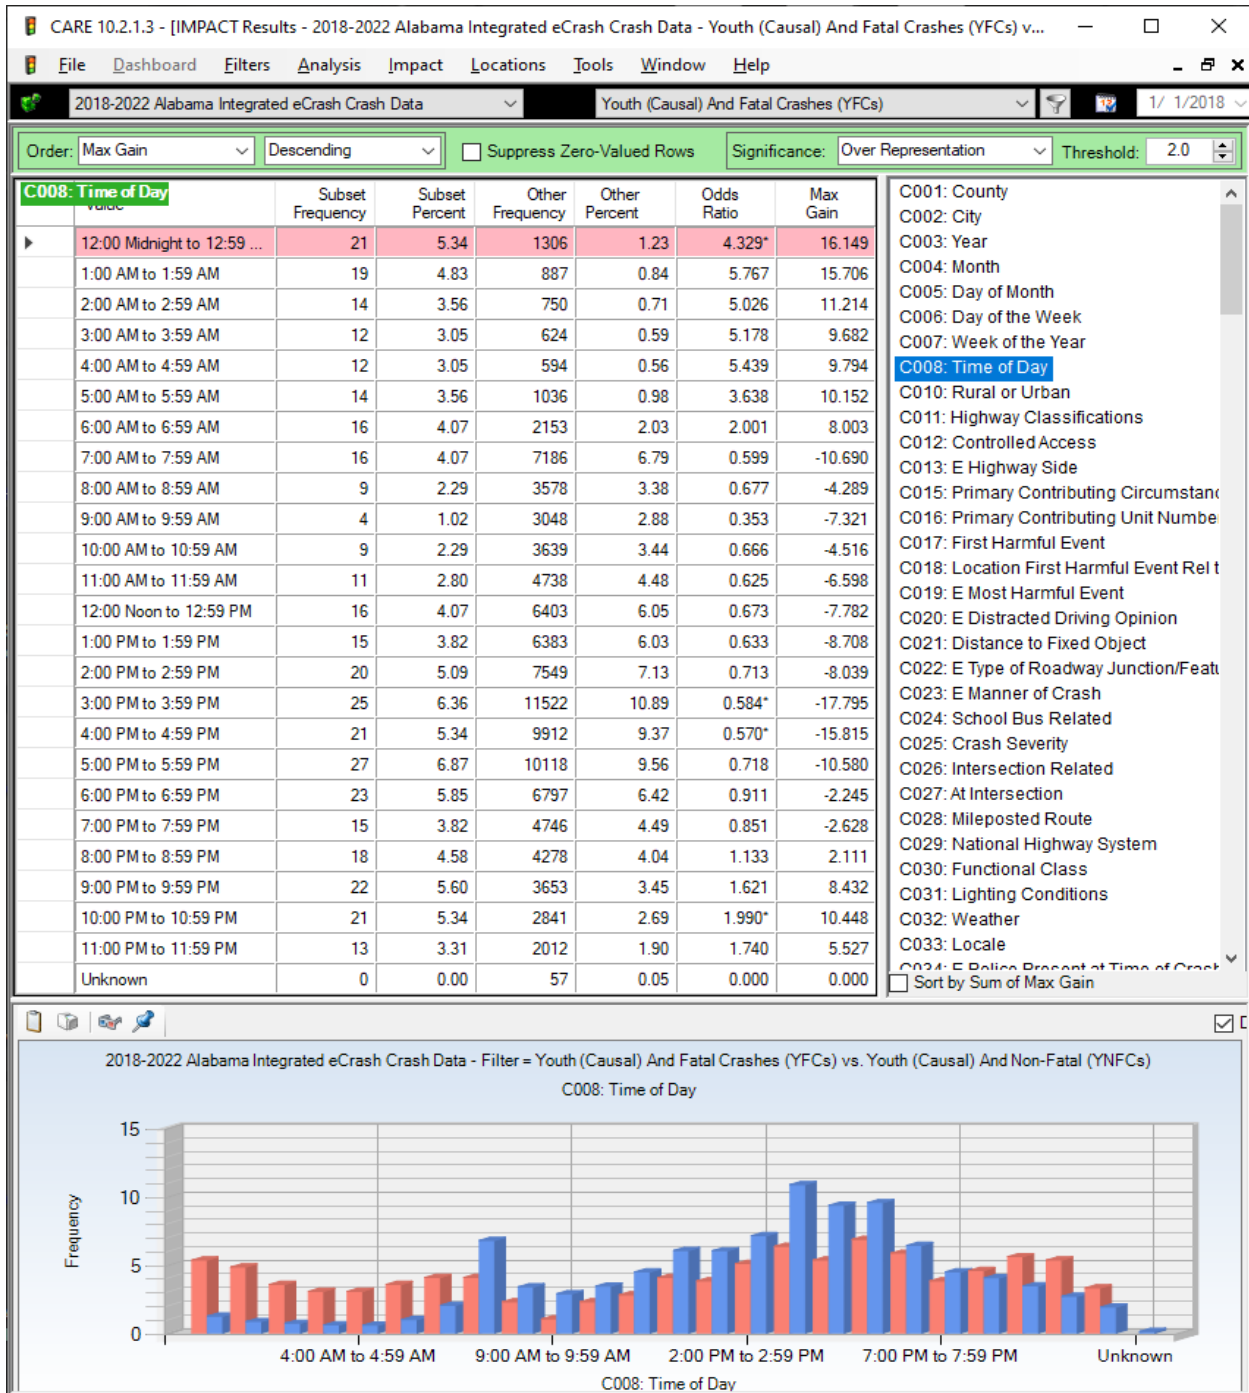 CARE 10.2.1.3 - [IMPACT Results - 2018-2022 Alabama Integrated eCrash Crash Data - Youth (Causal) And Fatal Crashes (YFCs) v...
File Dashboard Filters Analysis Impact Locations Tools Window Help
2018-2022 Alabama Integrated eCrash Crash Data Youth (Causal) And Fatal Crashes (YFCs) 1/ 1/2018
Order: Max Gain Descending Suppress Zero-Valued Rows Significance: Over Representation Threshold: 2.0
C008: Time of Day Subset Frequency Subset Percent Other Frequency Other Percent Odds Ratio Max Gain
12:00 Midnight to 12:59 ... 21 5.34 1306 1.23 4.329* 16.149
1:00 AM to 1:59 AM 19 4.83 887 0.84 5.767 15.706
2:00 AM to 2:59 AM 14 3.56 750 0.71 5.026 11.214
3:00 AM to 3:59 AM 12 3.05 624 0.59 5.178 9.682
4:00 AM to 4:59 AM 12 3.05 594 0.56 5.439 9.794
5:00 AM to 5:59 AM 14 3.56 1036 0.98 3.638 10.152
6:00 AM to 6:59 AM 16 4.07 2153 2.03 2.001 8.003
7:00 AM to 7:59 AM 16 4.07 7186 6.79 0.599 -10.690
8:00 AM to 8:59 AM 9 2.29 3578 3.38 0.677 -4.289
9:00 AM to 9:59 AM 4 1.02 3048 2.88 0.353 -7.321
10:00 AM to 10:59 AM 9 2.29 3639 3.44 0.666 -4.516
11:00 AM to 11:59 AM 11 2.80 4738 4.48 0.625 -6.598
12:00 Noon to 12:59 PM 16 4.07 6403 6.05 0.673 -7.782
1:00 PM to 1:59 PM 15 3.82 6383 6.03 0.633 -8.708
2:00 PM to 2:59 PM 20 5.09 7549 7.13 0.713 -8.039
3:00 PM to 3:59 PM 25 6.36 11522 10.89 0.584* -17.795
4:00 PM to 4:59 PM 21 5.34 9912 9.37 0.570* -15.815
5:00 PM to 5:59 PM 27 6.87 10118 9.56 0.718 -10.580
6:00 PM to 6:59 PM 23 5.85 6797 6.42 0.911 -2.245
7:00 PM to 7:59 PM 15 3.82 4746 4.49 0.851 -2.628
8:00 PM to 8:59 PM 18 4.58 4278 4.04 1.133 2.111
9:00 PM to 9:59 PM 22 5.60 3653 3.45 1.621 8.432
10:00 PM to 10:59 PM 21 5.34 2841 2.69 1.990* 10.448
11:00 PM to 11:59 PM 13 3.31 2012 1.90 1.740 5.527
Unknown 0 0.00 57 0.05 0.000 0.000
C001: County
C002: City
C003: Year
C004: Month
C005: Day of Month
C006: Day of the Week
C007: Week of the Year
C008: Time of Day
C010: Rural or Urban
C011: Highway Classifications
C012: Controlled Access
C013: E Highway Side
C015: Primary Contributing Circumstanc
C016: Primary Contributing Unit Numbe
C017: First Harmful Event
C018: Location First Harmful Event Rel t
C019: E Most Harmful Event
C020: E Distracted Driving Opinion
C021: Distance to Fixed Object
C022: E Type of Roadway Junction/Featu
C023: E Manner of Crash
C024: School Bus Related
C025: Crash Severity
C026: Intersection Related
C027: At Intersection
C028: Mileposted Route
C029: National Highway System
C030: Functional Class
C031: Lighting Conditions
C032: Weather
C033: Locale
C034: E Police Present at Time of Crash
Sort by Sum of Max Gain
2018-2022 Alabama Integrated eCrash Crash Data - Filter = Youth (Causal) And Fatal Crashes (YFCs) vs. Youth (Causal) And Non-Fatal (YNFCs)
C008: Time of Day
15
10
5
0
Frequency
4:00 AM to 4:59 AM 9:00 AM to 9:59 AM 2:00 PM to 2:59 PM 7:00 PM to 7:59 PM Unknown
C008: Time of Day